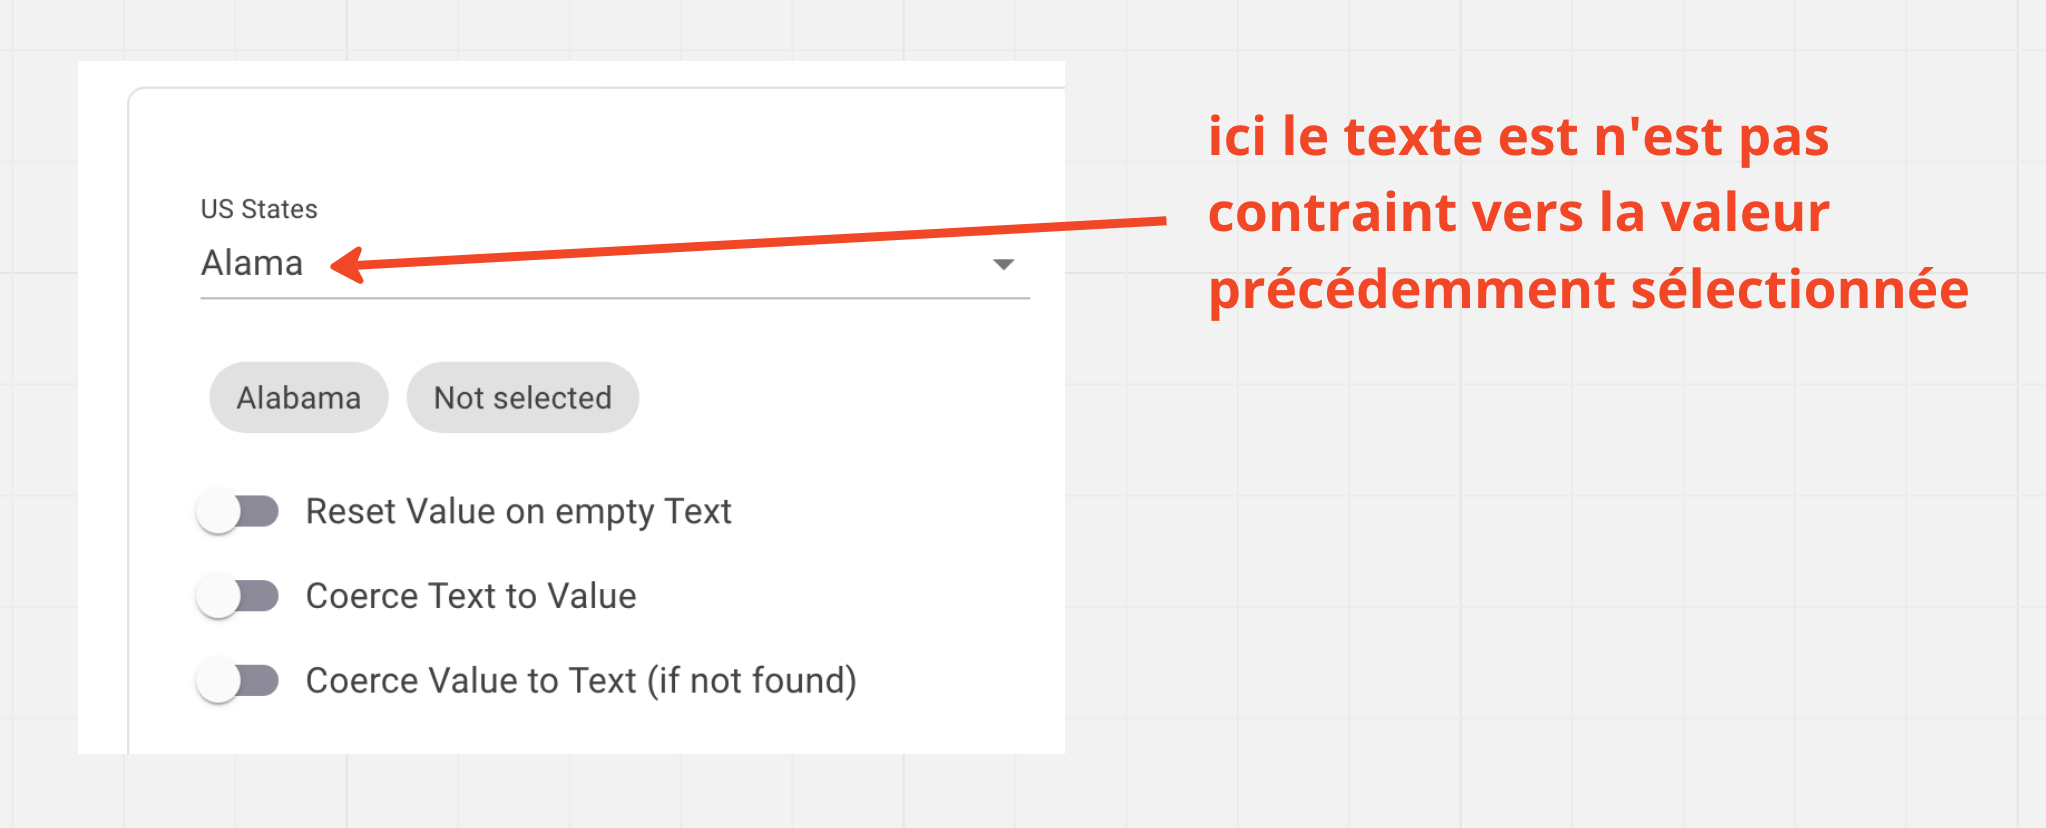 ici le texte est n'est pas
contraint vers la valeur
précédemment sélectionnée
US States
Alama
Alabama
Not selected
Reset Value on empty Text
Coerce Text to Value
Coerce Value to Text (if not found)